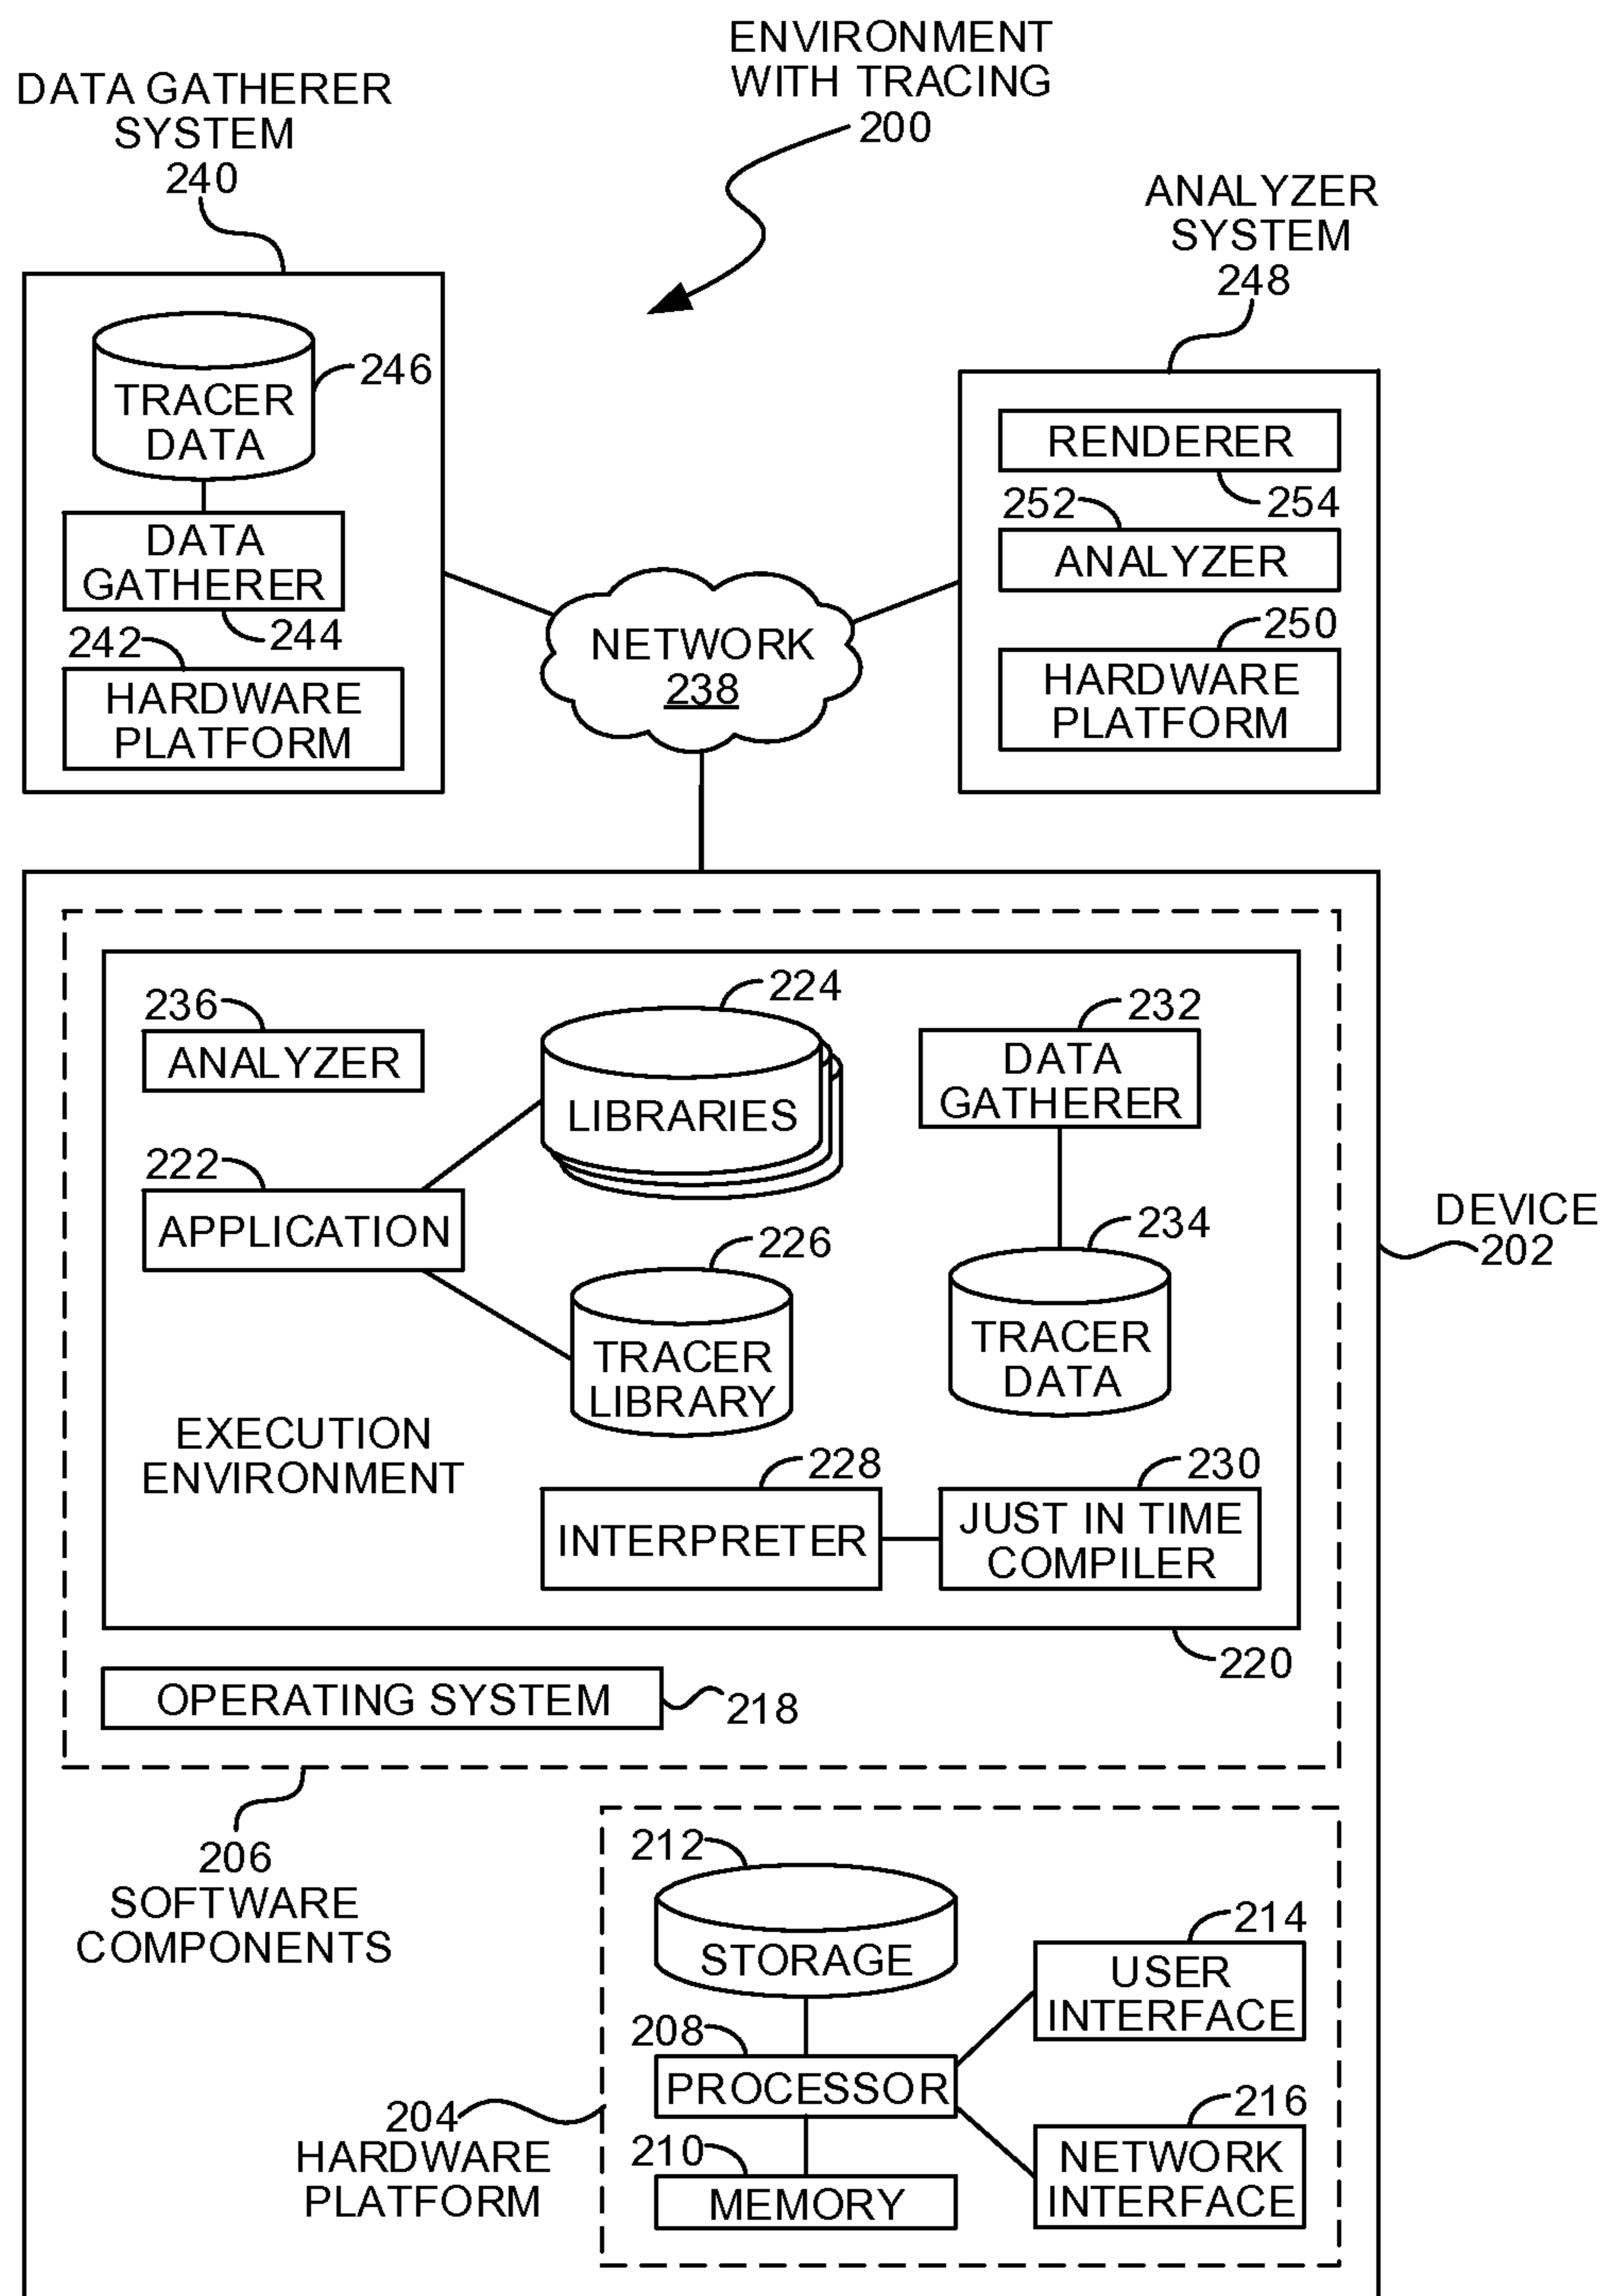 ENVIRONMENT
WITH TRACING
200
DATA GATHERER
SYSTEM
240
ANALYZER
SYSTEM
248
246
TRACER
DATA
DATA
GATHERER
244
242
HARDWARE
PLATFORM
NETWORK
238
RENDERER
254
252
ANALYZER
250
HARDWARE
PLATFORM
236
ANALYZER
224
LIBRARIES
232
DATA
GATHERER
222
APPLICATION
226
TRACER
LIBRARY
234
TRACER
DATA
DEVICE
202
EXECUTION
ENVIRONMENT
228
INTERPRETER
230
JUST IN TIME
COMPILER
220
OPERATING SYSTEM
218
206
SOFTWARE
COMPONENTS
212
STORAGE
214
USER
INTERFACE
208
PROCESSOR
204
HARDWARE
PLATFORM
210
MEMORY
216
NETWORK
INTERFACE